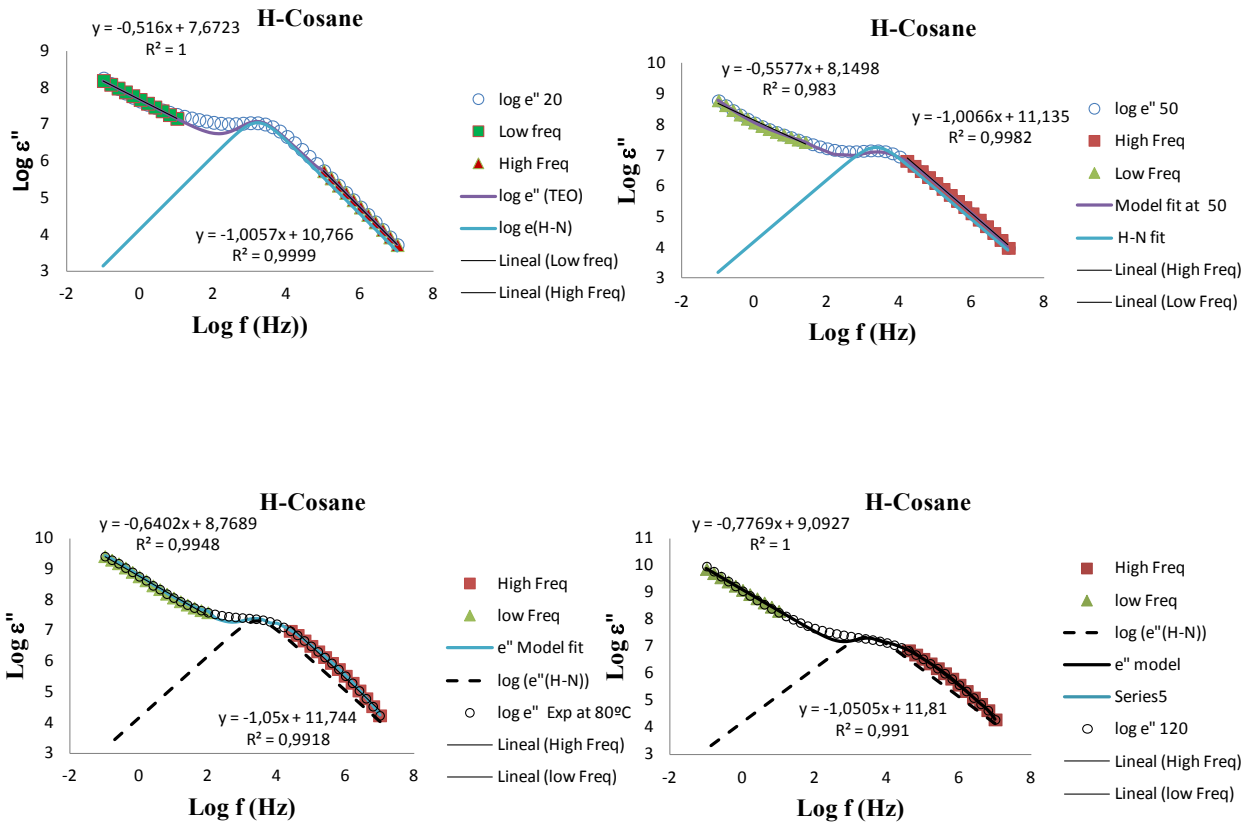 H-Cosane
y = -0,516x + 7,6723
R² = 1
9
8
7
6
5
4
3
-2
0
2
4
6
8
Log ε"
Log f (Hz))
y = -1,0057x + 10,766
R² = 0,9999
log e" 20
Low freq
High Freq
log e" (TEO)
log e(H-N)
Lineal (Low freq)
Lineal (High Freq)
H-Cosane
y = -0,5577x + 8,1498
R² = 0,983
y = -1,0066x + 11,135
R² = 0,9982
10
9
8
7
6
5
4
3
-2
0
2
4
6
8
Log ε"
Log f (Hz)
log e" 50
High Freq
Low Freq
Model fit at 50
H-N fit
Lineal (High Freq)
Lineal (Low Freq)
H-Cosane
y = -0,6402x + 8,7689
R² = 0,9948
10
9
8
7
6
5
4
3
-2
0
2
4
6
8
Log ε"
Log f (Hz)
y = -1,05x + 11,744
R² = 0,9918
High Freq
low Freq
e" Model fit
log (e"(H-N))
log e" Exp at 80ºC
Lineal (High Freq)
Lineal (low Freq)
H-Cosane
y = -0,7769x + 9,0927
R² = 1
11
10
9
8
7
6
5
4
3
-2
0
2
4
6
8
Log ε"
Log f (Hz)
y = -1,0505x + 11,81
R² = 0,991
High Freq
low Freq
log (e"(H-N))
e" model
Series5
log e" 120
Lineal (High Freq)
Lineal (low Freq)